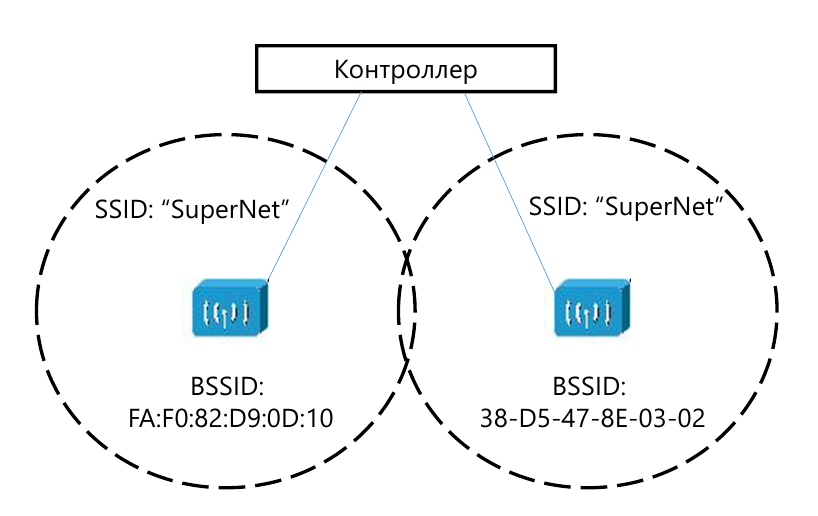 Контроллер
SSID: “SuperNet”
SSID: “SuperNet”
BSSID:
FA:F0:82:D9:0D:10
BSSID:
38-D5-47-8E-03-02